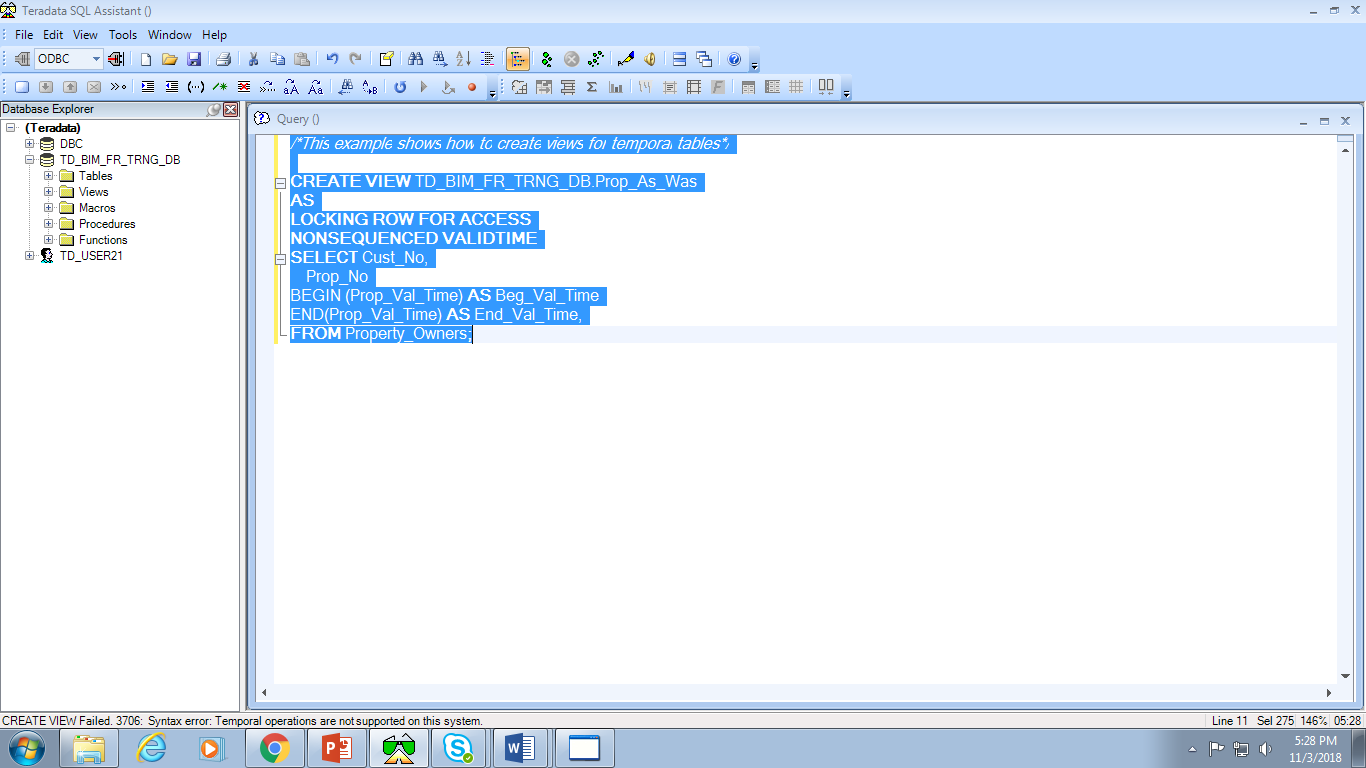 Teradata SQL Assistant ()
File Edit View Tools Window Help
ODBC
Database Explorer
(Teradata)
DBC
TD_BIM_FR_TRNG_DB
Tables
Views
Macros
Procedures
Functions
TD_USER21
Query ()
/*This example shows how to create views for temporal tables*/
CREATE VIEW TD_BIM_FR_TRNG_DB.Prop_As_Was
AS
LOCKING ROW FOR ACCESS
NONSEQUENCED VALIDTIME
SELECT Cust_No,
Prop_No
BEGIN (Prop_Val_Time) AS Beg_Val_Time
END(Prop_Val_Time) AS End_Val_Time,
FROM Property_Owners;
CREATE VIEW Failed. 3706: Syntax error: Temporal operations are not supported on this system.
Line 11 Sel 275 146% 05:28
5:28 PM
11/3/2018